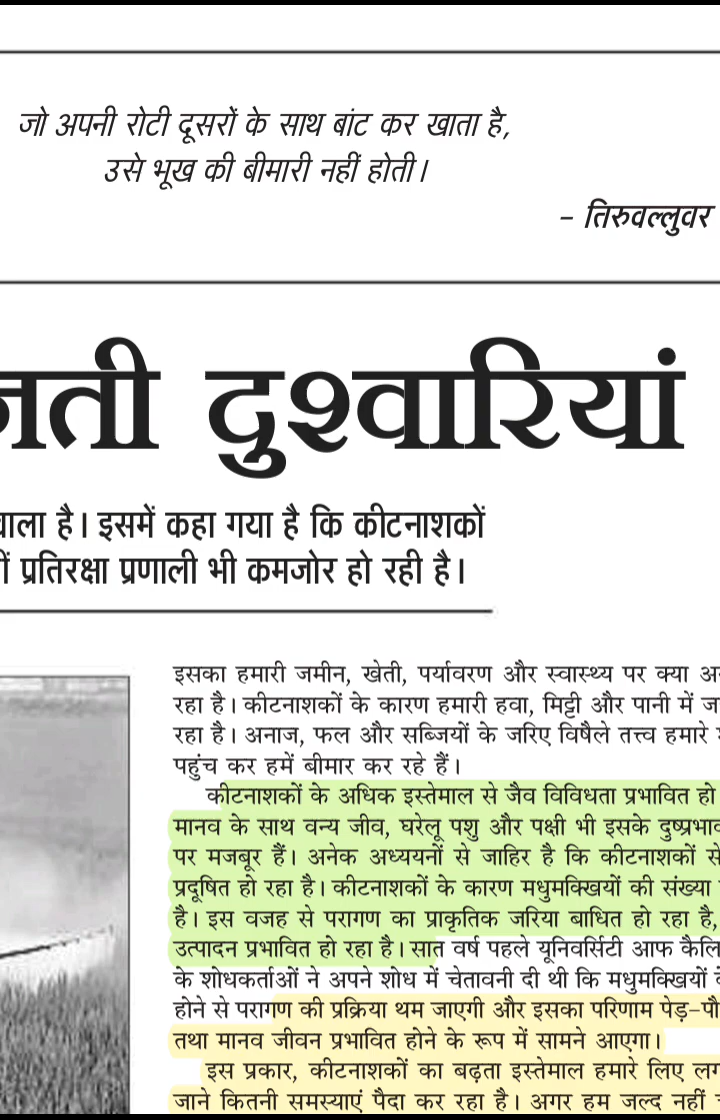 जो अपनी रोटी दूसरों के साथ बांट कर खाता है,
उसे भूख की बीमारी नहीं होती।
– तिरुवल्लुवर
दुश्वारियां
है। इसमें कहा गया है कि कीटनाशकों
प्रतिरक्षा प्रणाली भी कमजोर हो रही है।
इसका हमारी जमीन, खेती, पर्यावरण और स्वास्थ्य पर क्या
रहा है। कीटनाशकों के कारण हमारी हवा, मिट्टी और पानी में
रहा है। अनाज, फल और सब्जियों के जरिए विषैले तत्त्व हमारे
पहुंच कर हमें बीमार कर रहे हैं।
कीटनाशकों के अधिक इस्तेमाल से जैव विविधता प्रभावित हो
मानव के साथ वन्य जीव, घरेलू पशु और पक्षी भी इसके
पर मजबूर हैं। अनेक अध्ययनों से जाहिर है कि कीटनाशकों से
प्रदूषित हो रहा है। कीटनाशकों के कारण मधुमक्खियों की संख्या
है। इस वजह से परागण का प्राकृतिक जरिया बाधित हो रहा है,
उत्पादन प्रभावित हो रहा है। सात वर्ष पहले यूनिवर्सिटी आफ
के शोधकर्ताओं ने अपने शोध में चेतावनी दी थी कि मधुमक्खियों
होने से परागण की प्रक्रिया थम जाएगी और इसका परिणाम
तथा मानव जीवन प्रभावित होने के रूप में सामने आएगा।
इस प्रकार, कीटनाशकों का बढ़ता इस्तेमाल हमारे लिए
जाने कितनी समस्याएं पैदा कर रहा है। अगर हम जल्द नहीं